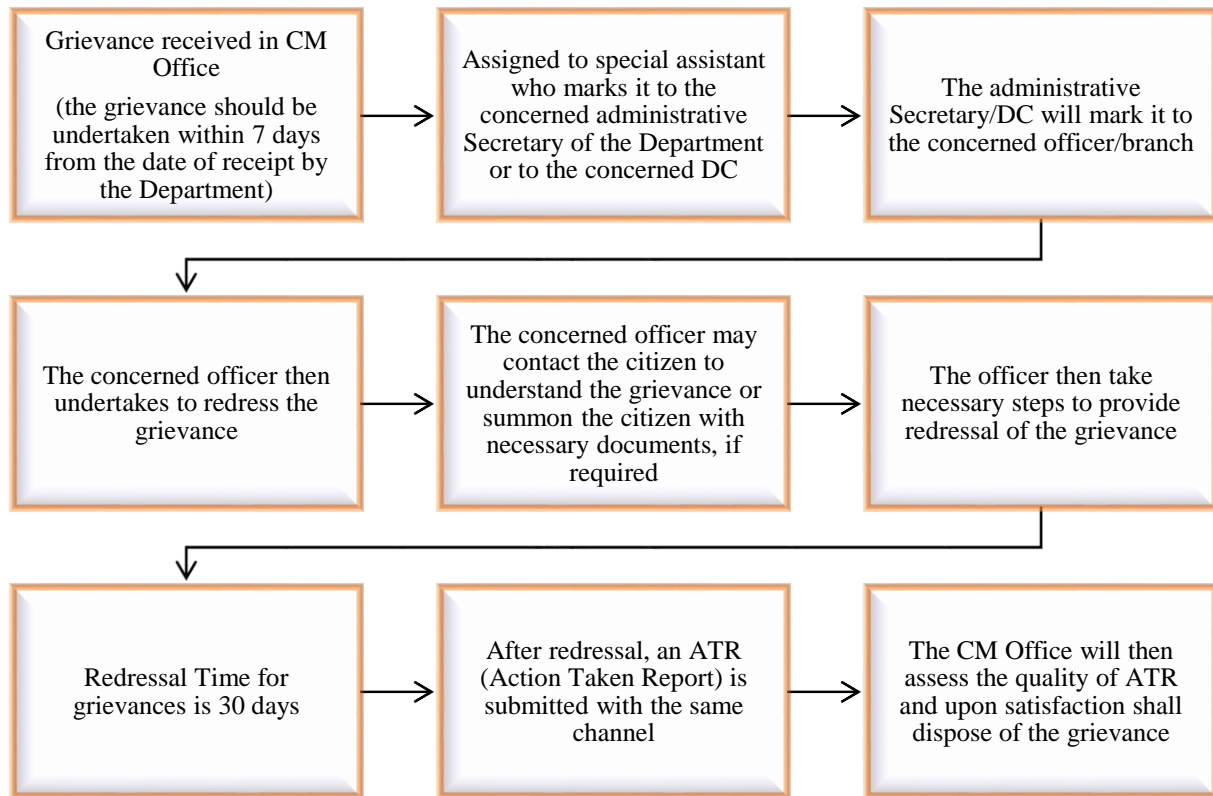 Grievance received in CM
Office
(the grievance should be
undertaken within 7 days
from the date of receipt by
the Department)
Assigned to special assistant
who marks it to the
concerned administrative
Secretary of the Department
or to the concerned DC
The administrative
Secretary/DC will mark it to
the concerned officer/branch
The concerned officer then
undertakes to redress the
grievance
The concerned officer may
contact the citizen to
understand the grievance or
summon the citizen with
necessary documents, if
required
The officer then take
necessary steps to provide
redressal of the grievance
Redressal Time for
grievances is 30 days
After redressal, an ATR
(Action Taken Report) is
submitted with the same
channel
The CM Office will then
assess the quality of ATR
and upon satisfaction shall
dispose of the grievance